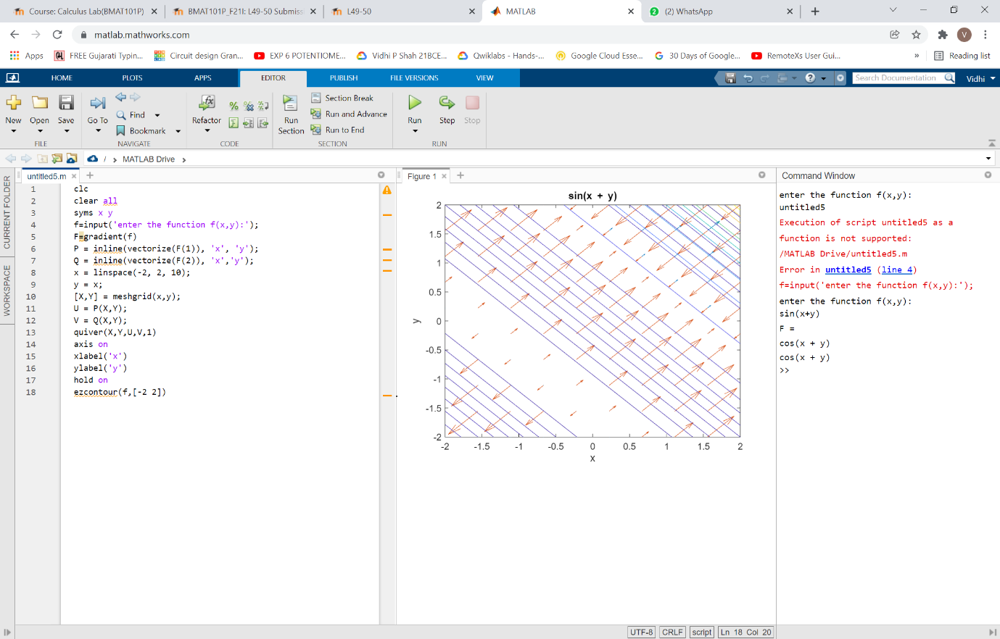 Course: Calculus Lab(BMAT101P)
BMAT101P_F21I: L49-50 Submiss
L49-50
MATLAB
(2) WhatsApp
matlab.mathworks.com
V
Apps
FREE Gujarati Typin...
Circuit design Gran...
EXP 6 POTENTIOME...
Vidhi P Shah 21BCE...
Qwiklabs - Hands-...
Google Cloud Esse...
30 Days of Google...
RemoteXs User Gui...
»
Reading list
HOME
PLOTS
APPS
EDITOR
PUBLISH
FILE VERSIONS
VIEW
Search Documentation
Vidhi
New
Open
Save
FILE
Go To
Find
Bookmark
NAVIGATE
Refactor
CODE
Run Section
Section Break
Run and Advance
Run to End
SECTION
Run
Step
Stop
RUN
/ > MATLAB Drive >
CURRENT FOLDER
WORKSPACE
untitled5.m
1 clc
2 clear all
3 syms x y
4 f=input('enter the function f(x,y):');
5 F=gradient(f)
6 P = inline(vectorize(F(1)), 'x', 'y');
7 Q = inline(vectorize(F(2)), 'x','y');
8 x = linspace(-2, 2, 10);
9 y = x;
10 [X,Y] = meshgrid(x,y);
11 U = P(X,Y);
12 V = Q(X,Y);
13 quiver(X,Y,U,V,1)
14 axis on
15 xlabel('x')
16 ylabel('y')
17 hold on
18 ezcontour(f,[-2 2])
Figure 1
sin(x + y)
2
1.5
1
0.5
0
-0.5
-1
-1.5
-2
y
-2 -1.5 -1 -0.5 0 0.5 1 1.5 2
x
Command Window
enter the function f(x,y):
untitled5
Execution of script untitled5 as a
function is not supported:
/MATLAB Drive/untitled5.m
Error in untitled5 (line 4)
f=input('enter the function f(x,y):');
enter the function f(x,y):
sin(x+y)
F =
cos(x + y)
cos(x + y)
>>
UTF-8 CRLF script Ln 18 Col 20